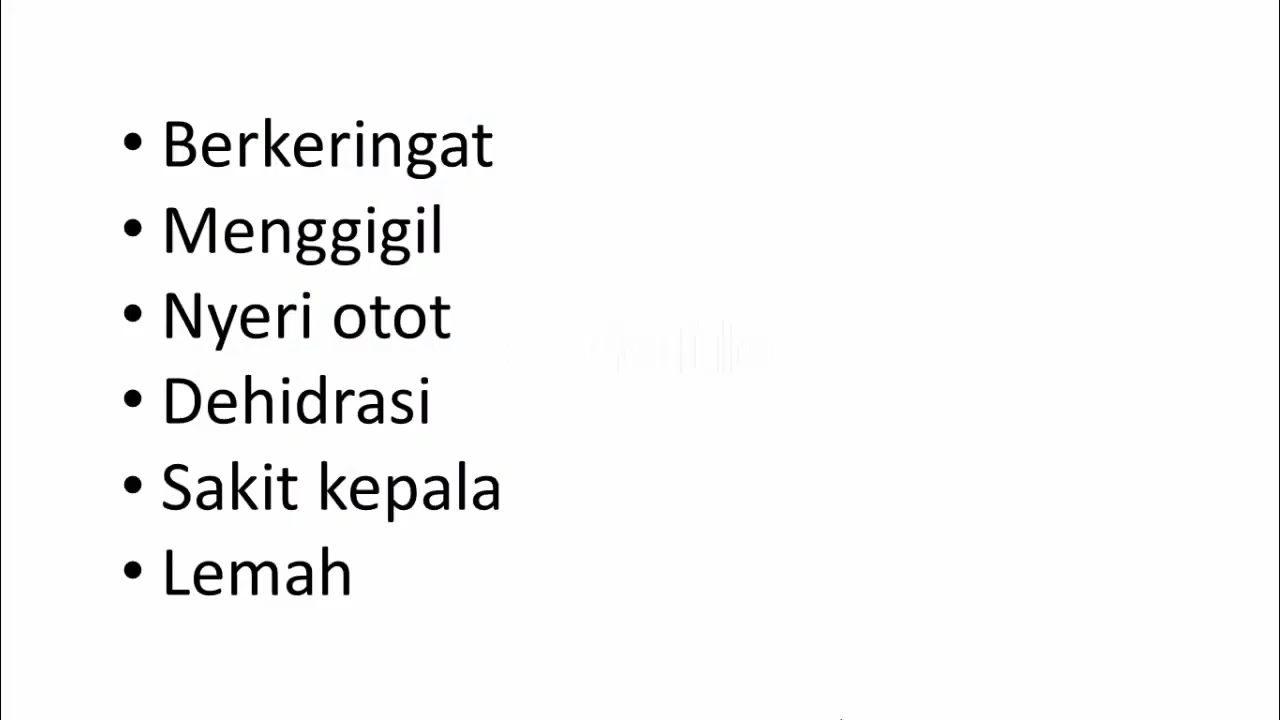 • Berkeringat
• Menggigil
• Nyeri otot
• Dehidrasi
• Sakit kepala
• Lemah